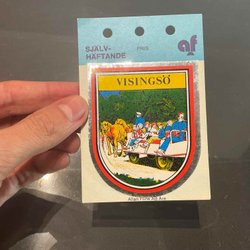 SJÄLV-
HÄFTANDE
PRIS
af
VISINGSÖ